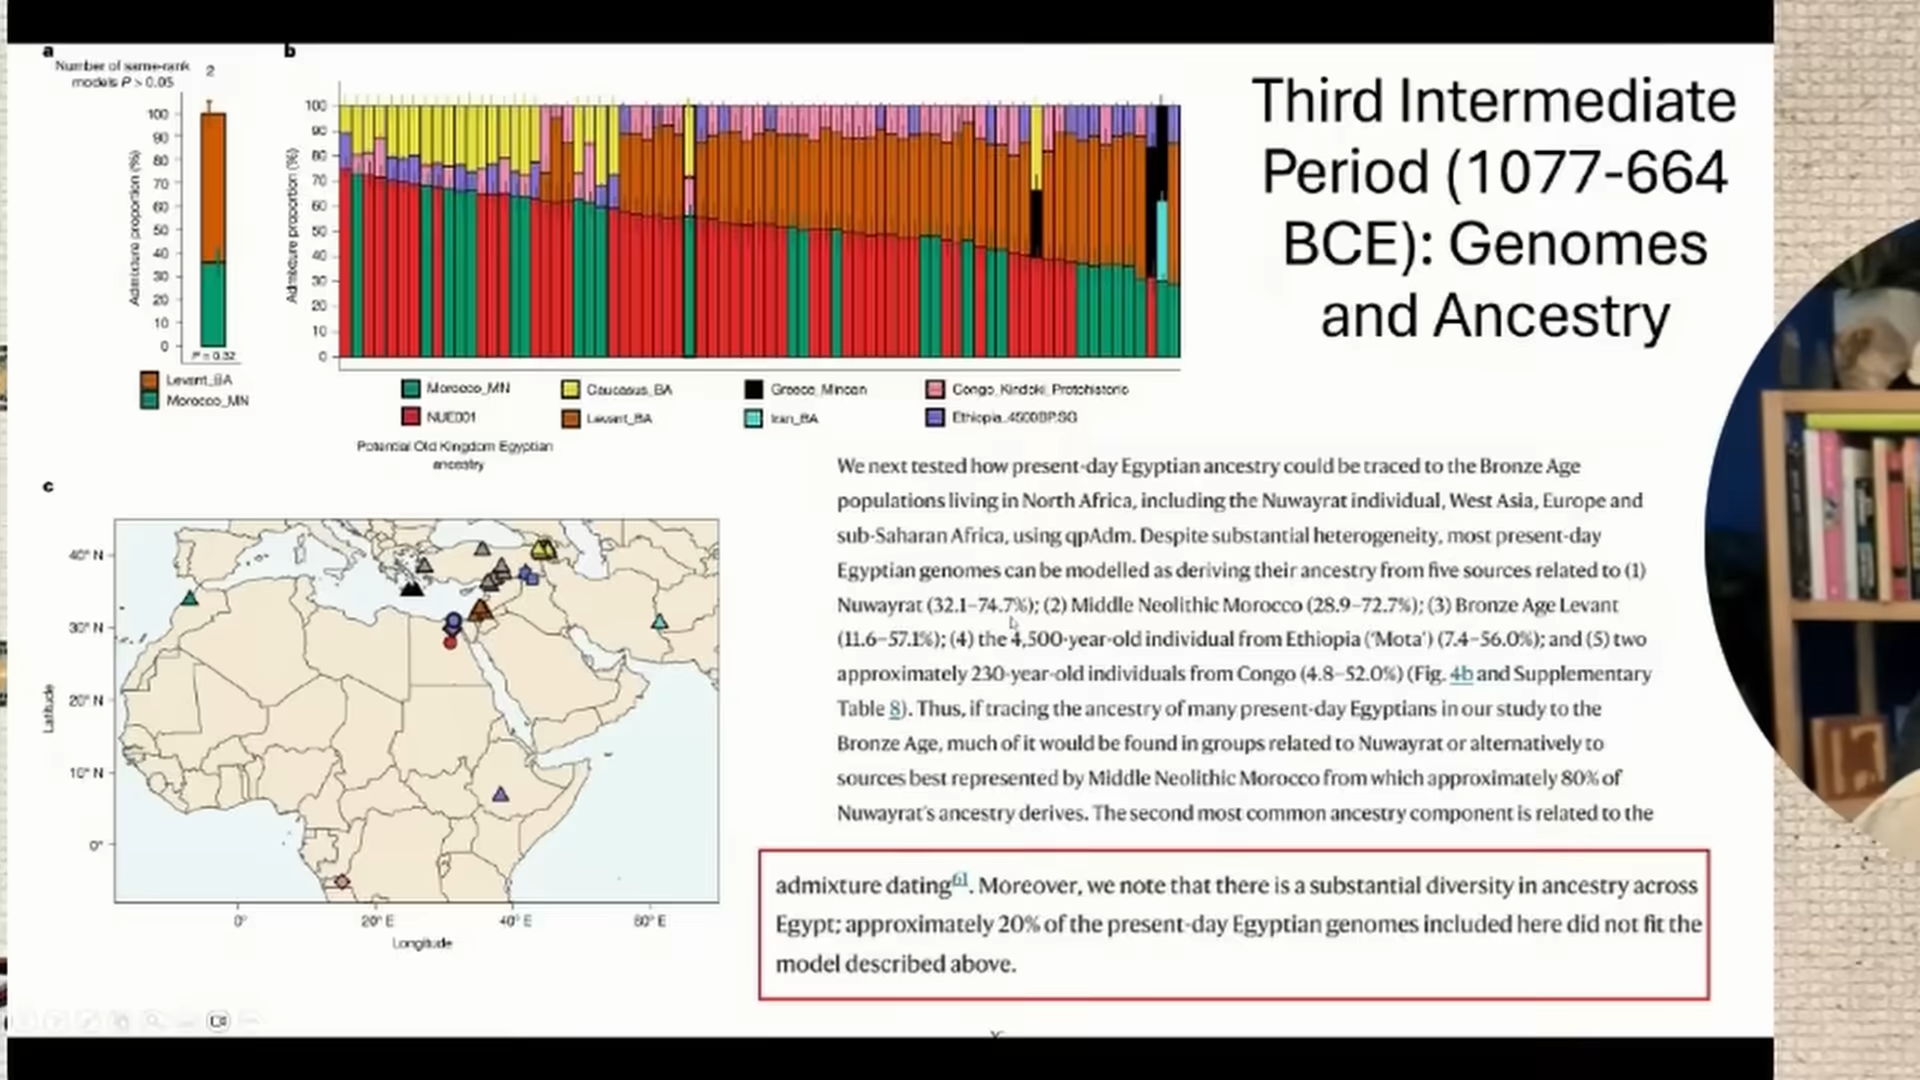 a
Number of same-rank
models P > 0.05
2
100
90
80
70
60
50
40
30
20
10
0
Admixture proportion (%)
P = 0.32
Levant_BA
Morocco_MN
b
100
90
80
70
60
50
40
30
20
10
0
Admixture proportion (%)
Morocco_MN
Caucasus_BA
Greece_Minoan
Congo_Kindoki_Protohistoric
NUE001
Levant_BA
Iran_BA
Ethiopia_4500BP.SG
Potential Old Kingdom Egyptian
ancestry
Third Intermediate
Period (1077-664
BCE): Genomes
and Ancestry
c
40° N
30° N
20° N
10° N
0°
Latitude
0°
20° E
40° E
60° E
Longitude
We next tested how present-day Egyptian ancestry could be traced to the Bronze Age
populations living in North Africa, including the Nuwayrat individual, West Asia, Europe and
sub-Saharan Africa, using qpAdm. Despite substantial heterogeneity, most present-day
Egyptian genomes can be modelled as deriving their ancestry from five sources related to (1)
Nuwayrat (32.1–74.7%); (2) Middle Neolithic Morocco (28.9–72.7%); (3) Bronze Age Levant
(11.6–57.1%); (4) the 4,500-year-old individual from Ethiopia (‘Mota’) (7.4–56.0%); and (5) two
approximately 230-year-old individuals from Congo (4.8–52.0%) (Fig. 4b and Supplementary
Table 8). Thus, if tracing the ancestry of many present-day Egyptians in our study to the
Bronze Age, much of it would be found in groups related to Nuwayrat or alternatively to
sources best represented by Middle Neolithic Morocco from which approximately 80% of
Nuwayrat's ancestry derives. The second most common ancestry component is related to the
admixture dating61. Moreover, we note that there is a substantial diversity in ancestry across
Egypt; approximately 20% of the present-day Egyptian genomes included here did not fit the
model described above.